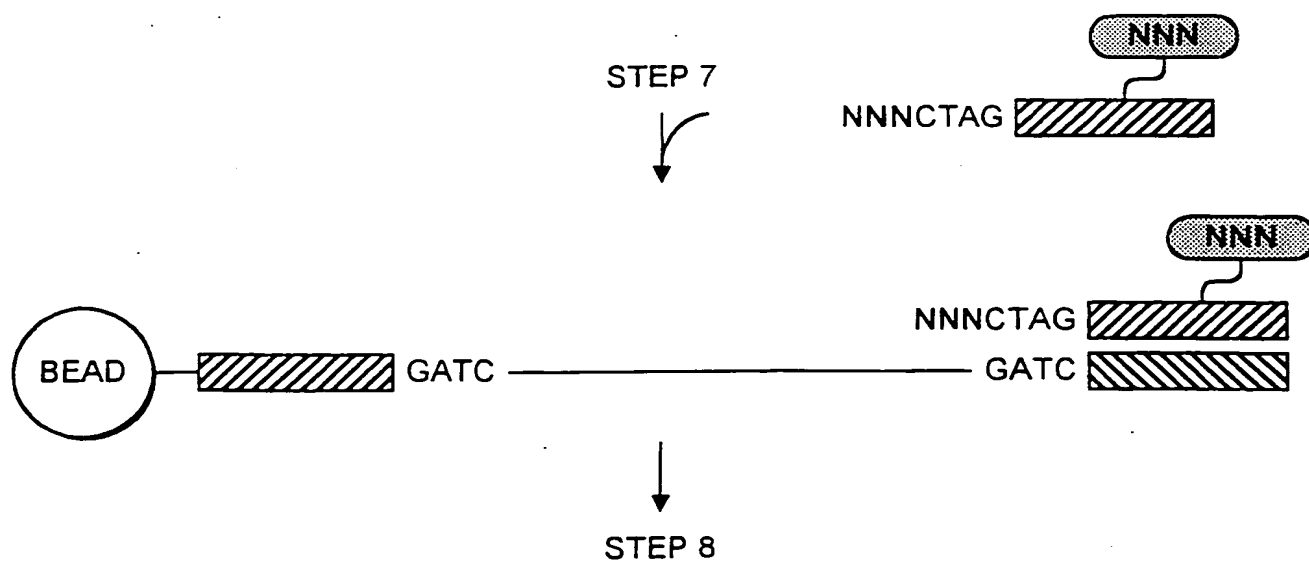 NNN
STEP 7
NNNCTAG
NNN
NNNCTAG
BEAD GATC GATC
STEP 8